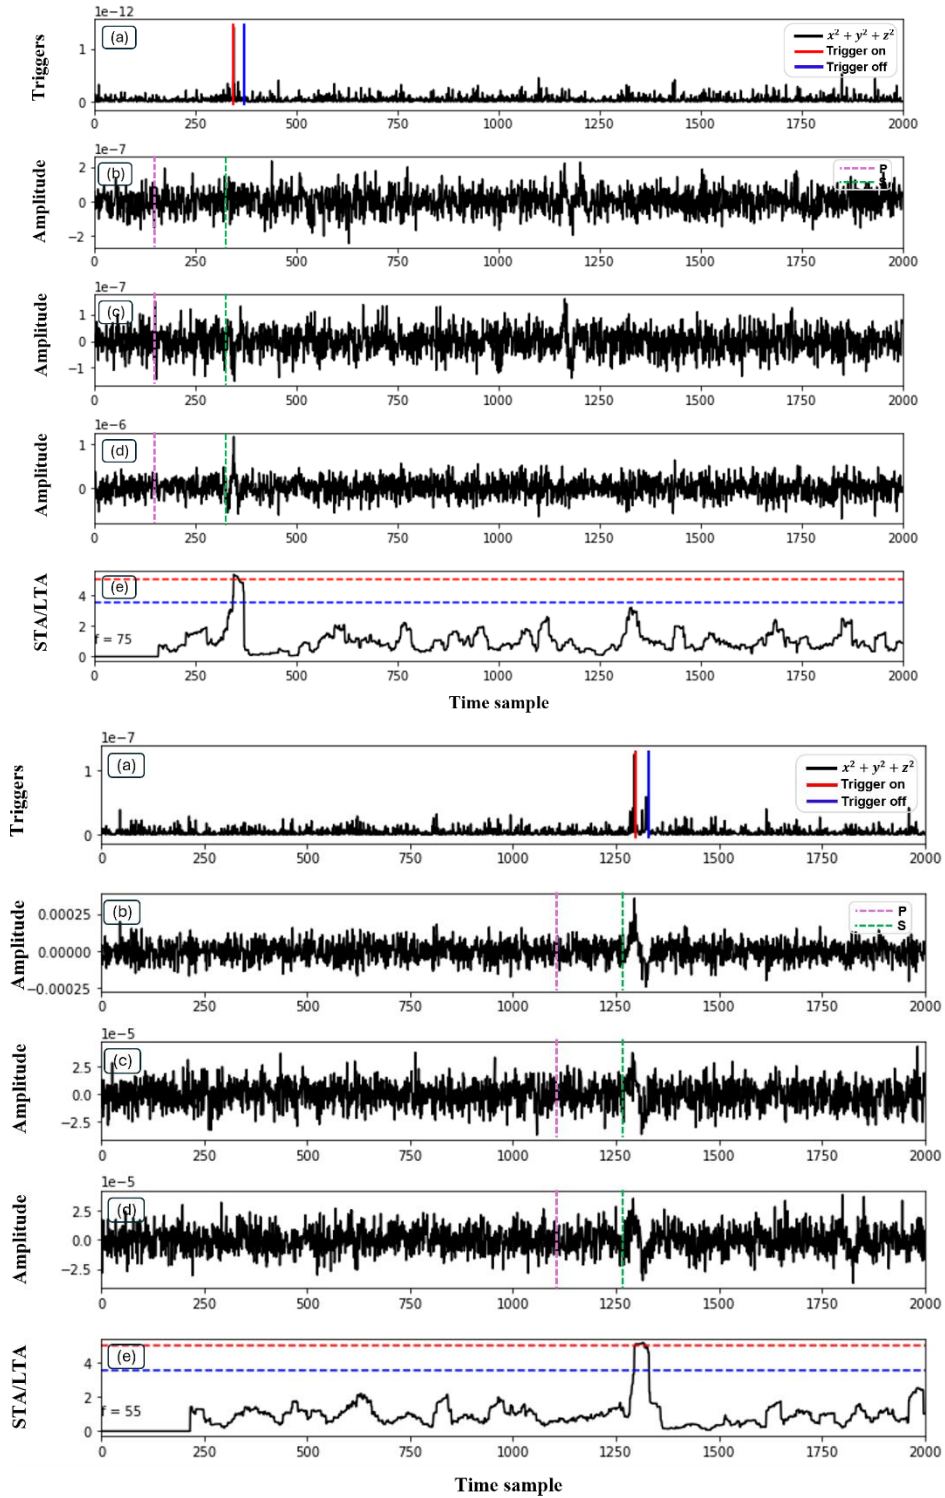 1e−12
(a)
Triggers
1
0
x² + y² + z²
Trigger on
Trigger off
0 250 500 750 1000 1250 1500 1750 2000
1e−7
(b)
Amplitude
2
0
−2
P
S
0 250 500 750 1000 1250 1500 1750 2000
1e−7
(c)
Amplitude
1
0
−1
0 250 500 750 1000 1250 1500 1750 2000
1e−6
(d)
Amplitude
1
0
0 250 500 750 1000 1250 1500 1750 2000
(e)
STA/LTA
4
2
0
f = 75
0 250 500 750 1000 1250 1500 1750 2000
Time sample
1e−7
(a)
Triggers
1
0
x² + y² + z²
Trigger on
Trigger off
0 250 500 750 1000 1250 1500 1750 2000
(b)
Amplitude
0.00025
0.00000
−0.00025
P
S
0 250 500 750 1000 1250 1500 1750 2000
1e−5
(c)
Amplitude
2.5
0.0
−2.5
0 250 500 750 1000 1250 1500 1750 2000
1e−5
(d)
Amplitude
2.5
0.0
−2.5
0 250 500 750 1000 1250 1500 1750 2000
(e)
STA/LTA
4
2
0
f = 55
0 250 500 750 1000 1250 1500 1750 2000
Time sample